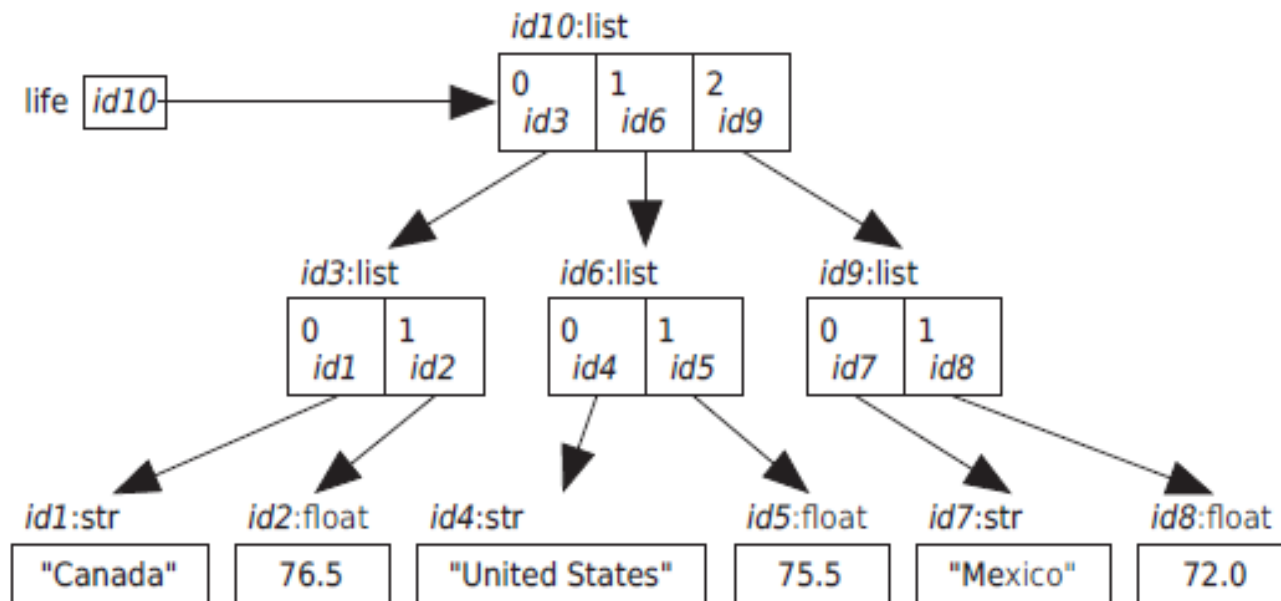 id10:list
life id10
0 1 2
id3 id6 id9
id3:list id6:list id9:list
0 1 0 1 0 1
id1 id2 id4 id5 id7 id8
id1:str id2:float id4:str id5:float id7:str id8:float
"Canada" 76.5 "United States" 75.5 "Mexico" 72.0